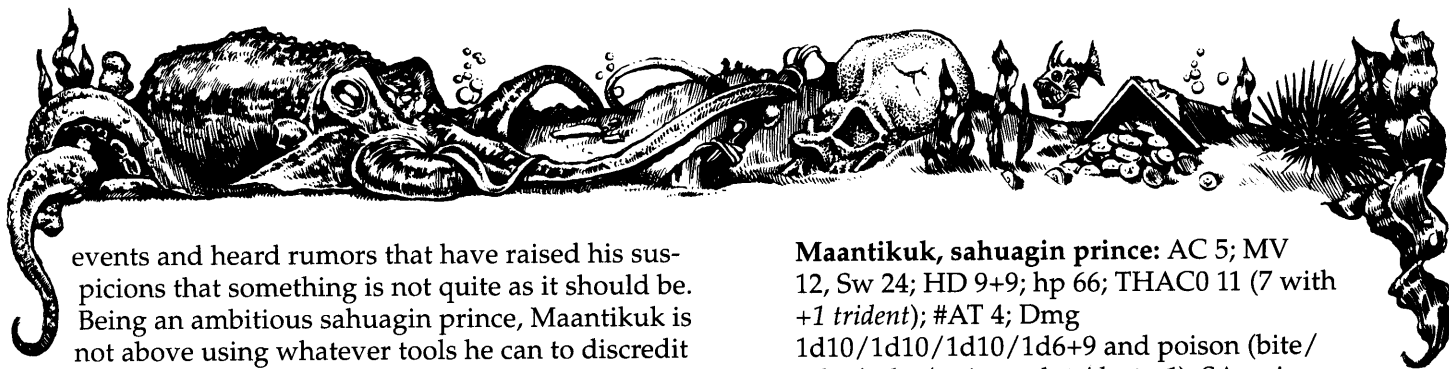 events and heard rumors that have raised his sus-
picions that something is not quite as it should be.
Being an ambitious sahuagin prince, Maantikuk is
not above using whatever tools he can to discredit
Maantikuk, sahuagin prince: AC 5; MV
12, Sw 24; HD 9+9; hp 66; THAC0 11 (7 with
+1 trident); #AT 4; Dmg
1d10/1d10/1d10/1d6+9 and poison (bite/